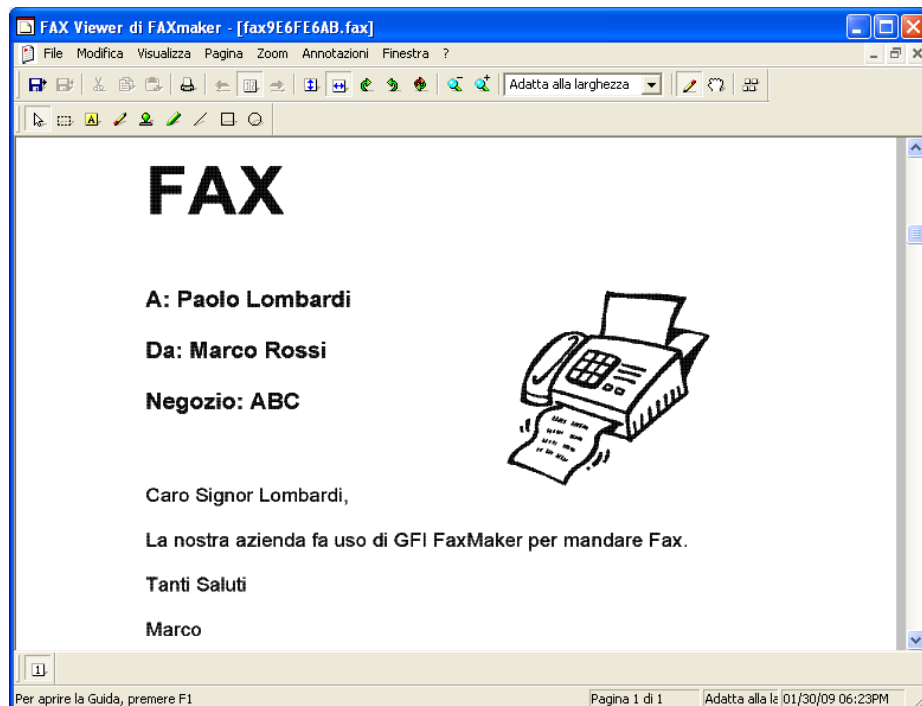 FAX Viewer di FAXmaker - [fax9E6FE6AB.fax]
File Modifica Visualizza Pagina Zoom Annotazioni Finestra ?
Adatta alla larghezza
A
FAX
A: Paolo Lombardi
Da: Marco Rossi
Negozio: ABC
Caro Signor Lombardi,
La nostra azienda fa uso di GFI FaxMaker per mandare Fax.
Tanti Saluti
Marco
1
Per aprire la Guida, premere F1 Pagina 1 di 1 Adatta alla la 01/30/09 06:23PM